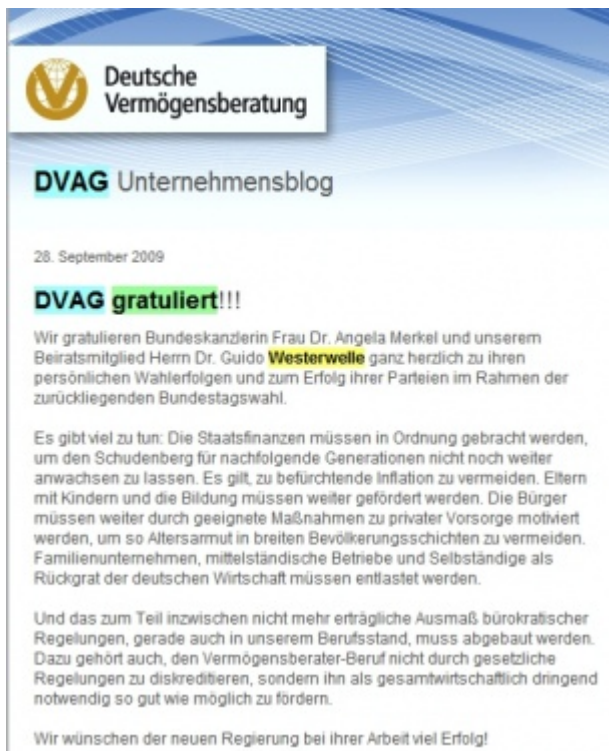 Deutsche
Vermögensberatung
DVAG Unternehmensblog
28. September 2009
DVAG gratuliert!!!
Wir gratulieren Bundeskanzlerin Frau Dr. Angela Merkel und unserem
Beiratsmitglied Herrn Dr. Guido Westerwelle ganz herzlich zu ihren
persönlichen Wahlerfolgen und zum Erfolg ihrer Parteien im Rahmen der
zurückliegenden Bundestagswahl.
Es gibt viel zu tun: Die Staatsfinanzen müssen in Ordnung gebracht werden,
um den Schudenberg für nachfolgende Generationen nicht noch weiter
anwachsen zu lassen. Es gilt, zu befürchtende Inflation zu vermeiden. Eltern
mit Kindern und die Bildung müssen weiter gefördert werden. Die Bürger
müssen weiter durch geeignete Maßnahmen zu privater Vorsorge motiviert
werden, um so Altersarmut in breiten Bevölkerungsschichten zu vermeiden.
Familienunternehmen, mittelständische Betriebe und Selbständige als
Rückgrat der deutschen Wirtschaft müssen entlastet werden.
Und das zum Teil inzwischen nicht mehr erträgliche Ausmaß bürokratischer
Regelungen, gerade auch in unserem Berufsstand, muss abgebaut werden.
Dazu gehört auch, den Vermögensberater-Beruf nicht durch gesetzliche
Regelungen zu diskreditieren, sondern ihn als gesamtwirtschaftlich dringend
notwendig so gut wie möglich zu fördern.
Wir wünschen der neuen Regierung bei ihrer Arbeit viel Erfolg!